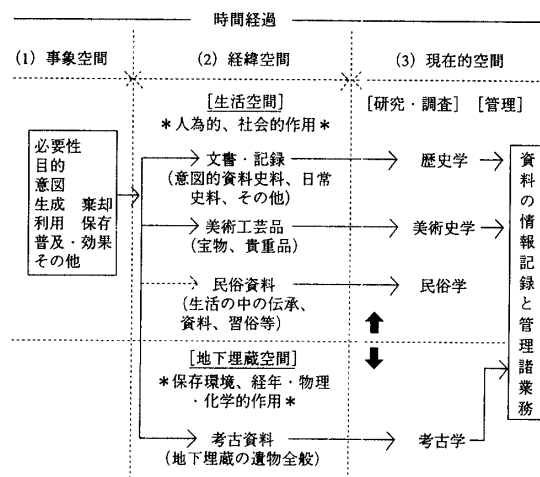 時間経過
(1) 事象空間
(2) 経緯空間
(3) 現在的空間
[生活空間]
＊人為的、社会的作用＊
[研究・調査] [管理]
必要性
目的
意図
生成 棄却
利用 保存
普及・効果
その他
文書・記録
(意図的資料史料、日常
史料、その他)
歴史学
美術工芸品
(宝物、貴重品)
美術史学
民俗資料
(生活の中の伝承、
資料、習俗等)
民俗学
[地下埋蔵空間]
＊保存環境、経年・物理
・化学的作用＊
考古資料
(地下埋蔵の遺物全般)
考古学
資料の情報記録と管理諸業務